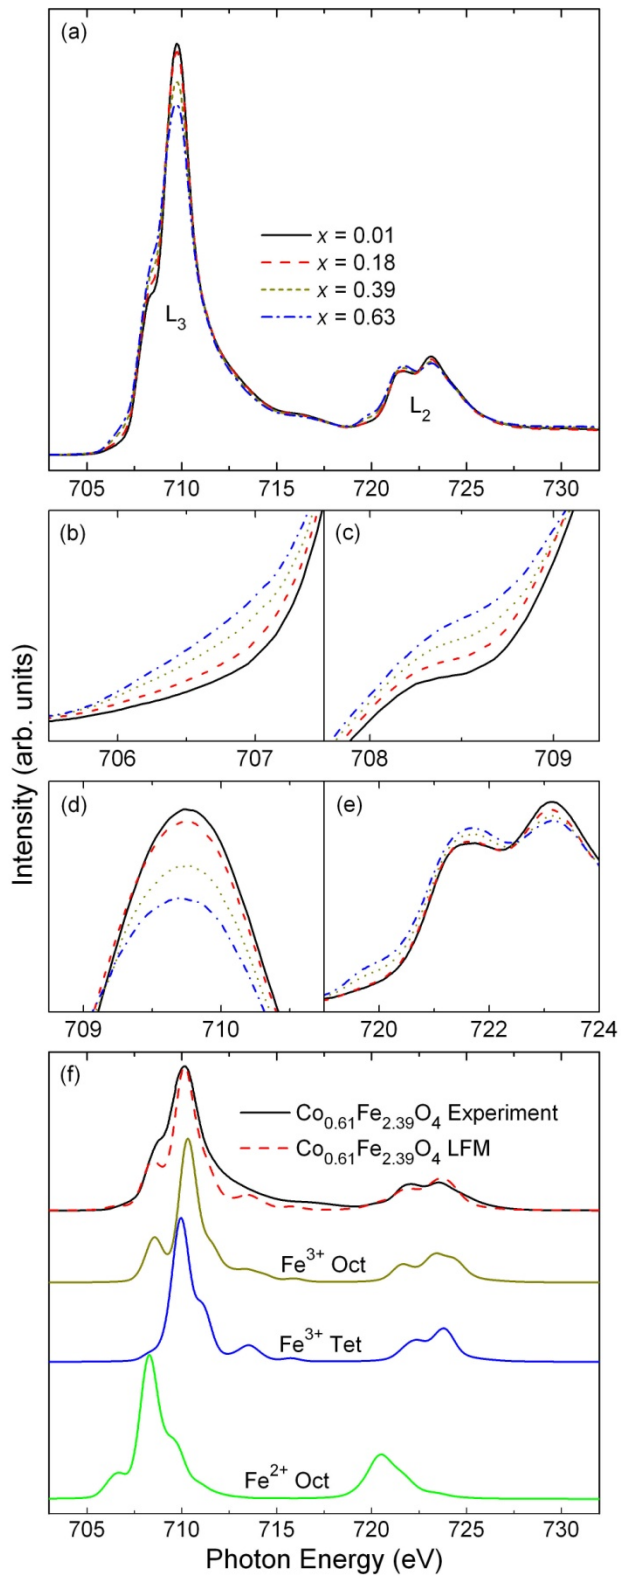 (a)
x = 0.01
x = 0.18
x = 0.39
x = 0.63
L₃
L₂
705 710 715 720 725 730
(b)
(c)
706 707 708 709
(d)
(e)
709 710 720 722 724
Intensity (arb. units)
(f)
Co₀.₆₁Fe₂.₃₉O₄ Experiment
Co₀.₆₁Fe₂.₃₉O₄ LFM
Fe³⁺ Oct
Fe³⁺ Tet
Fe²⁺ Oct
705 710 715 720 725 730
Photon Energy (eV)